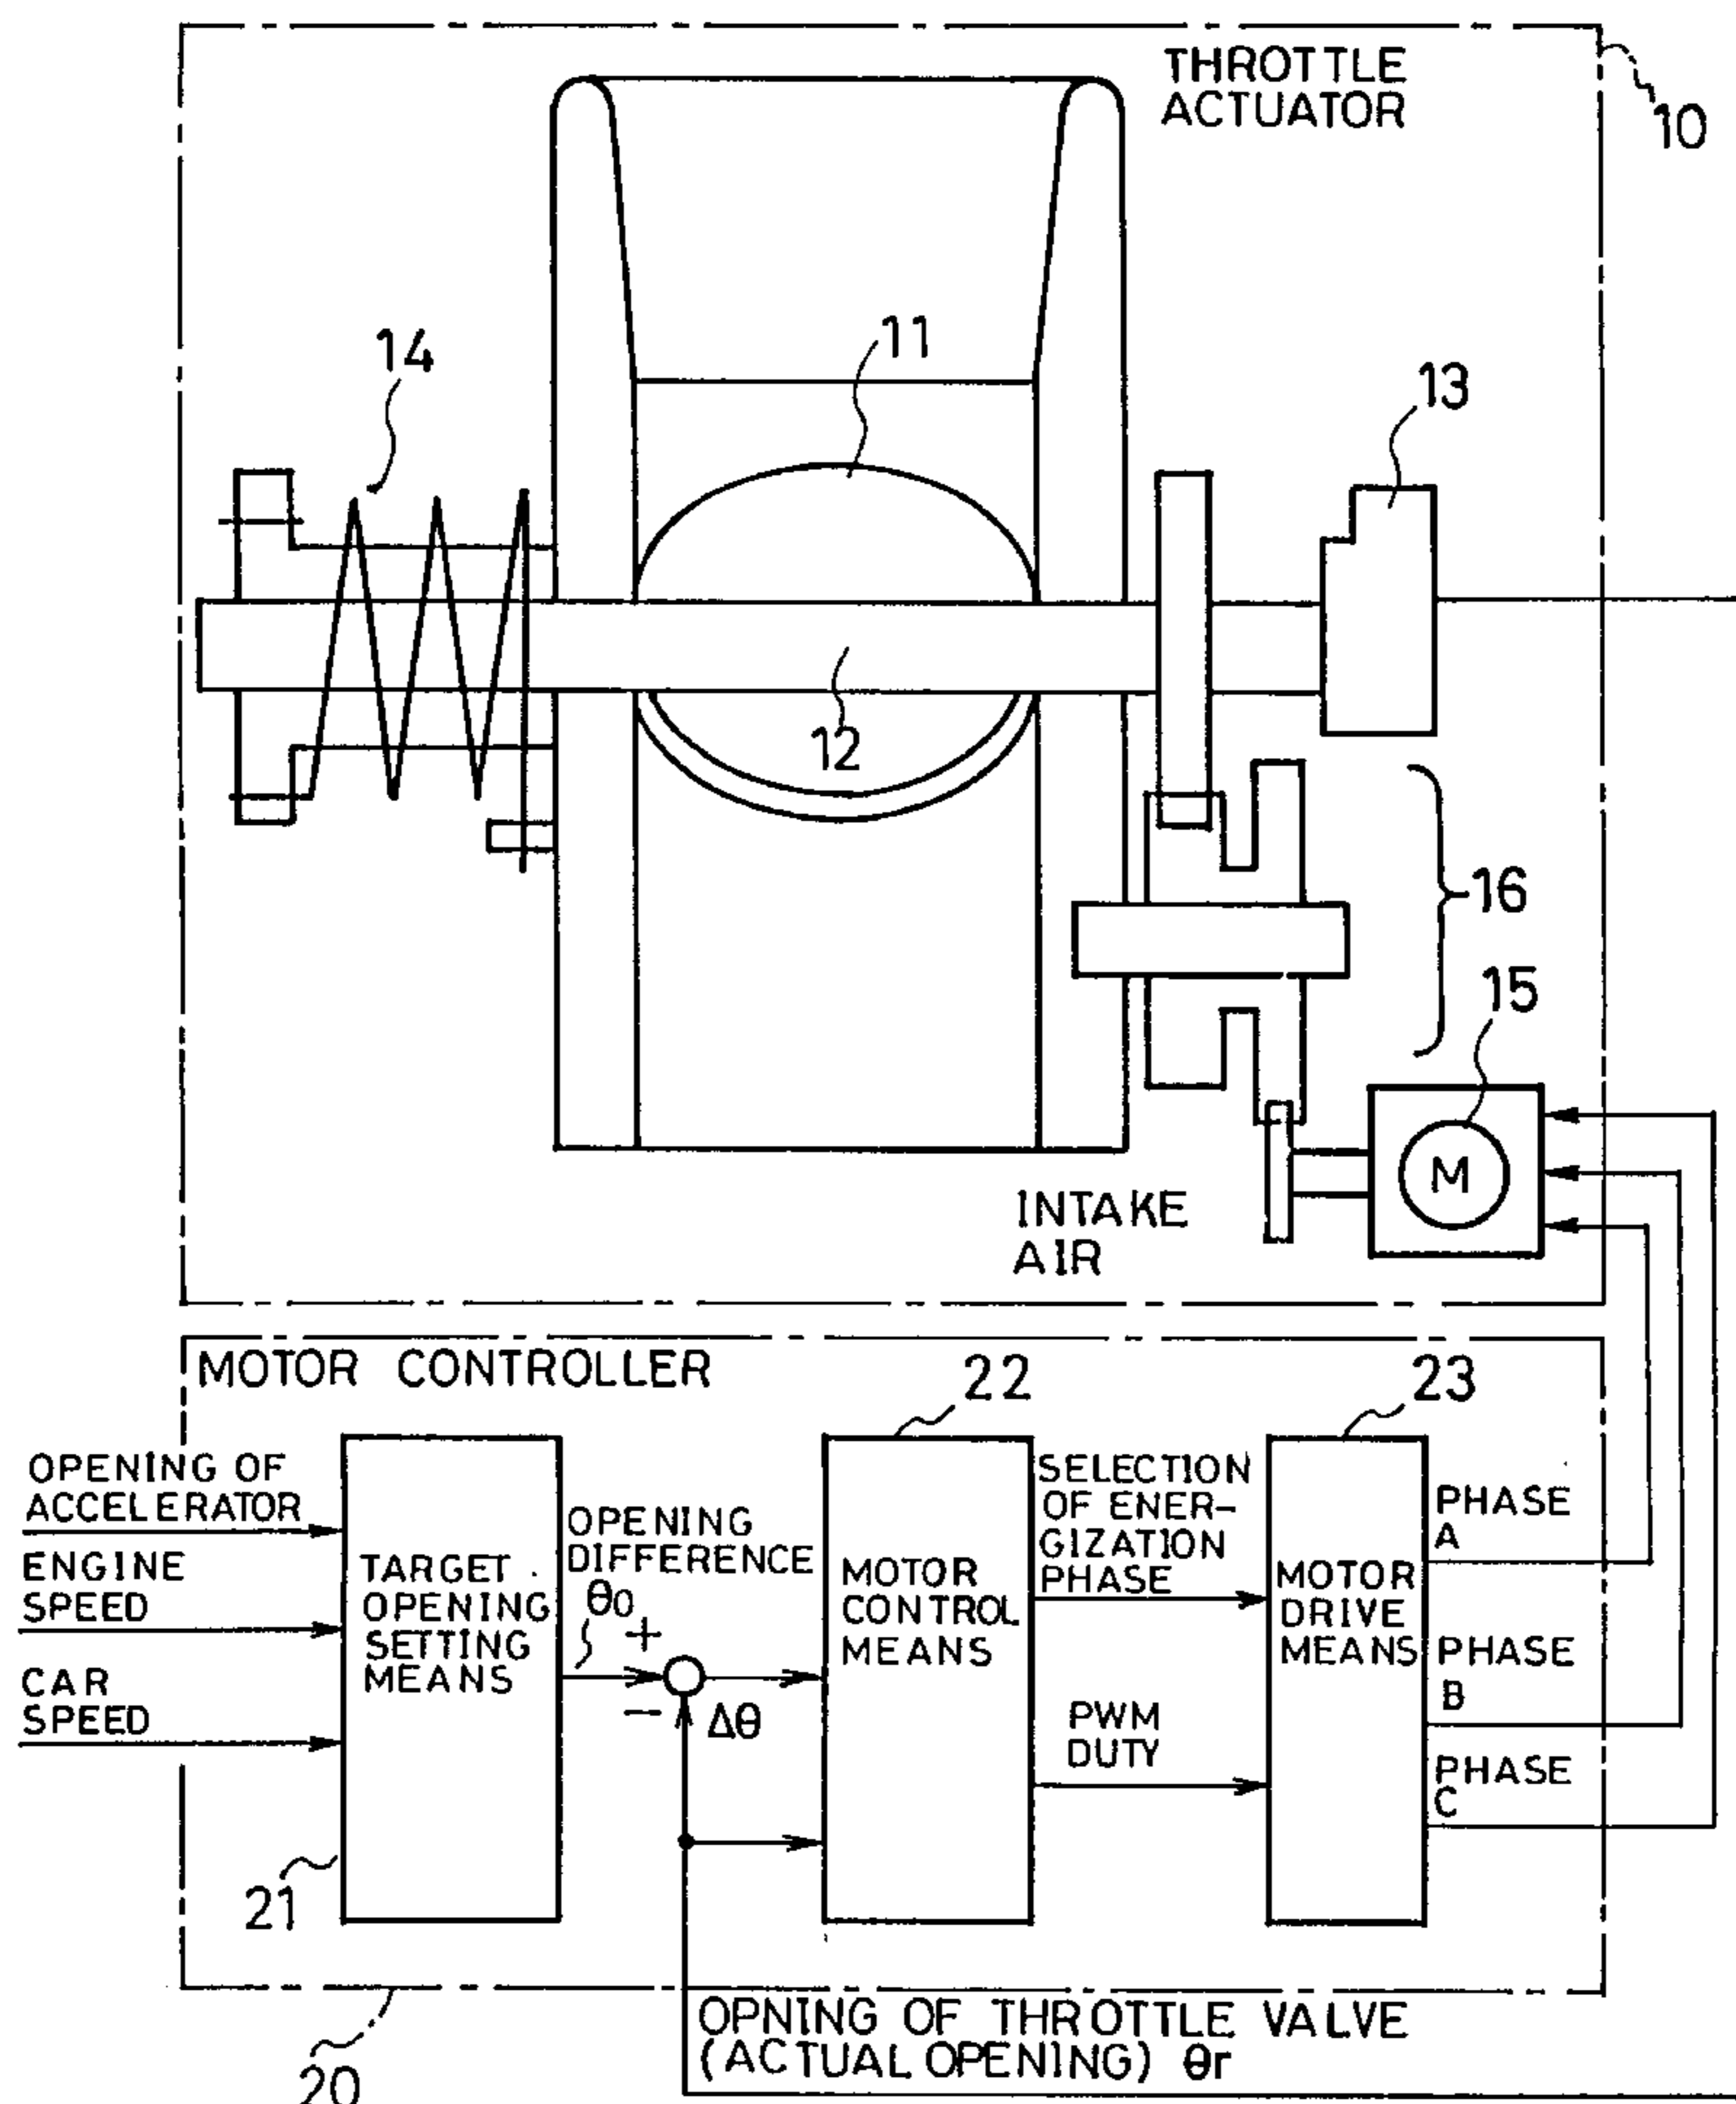 THROTTLE
ACTUATOR
10
11
14
13
12
16
15
M
INTAKE
AIR
MOTOR CONTROLLER
22
23
OPENING OF
ACCELERATOR
ENGINE
SPEED
CAR
SPEED
TARGET
OPENING
SETTING
MEANS
21
OPENING
DIFFERENCE
θ0
+
−
Δθ
MOTOR
CONTROL
MEANS
SELECTION
OF ENER-
GIZATION
PHASE
PWM
DUTY
MOTOR
DRIVE
MEANS
PHASE
A
PHASE
B
PHASE
C
20
OPNING OF THROTTLE VALVE
(ACTUAL OPENING) θr